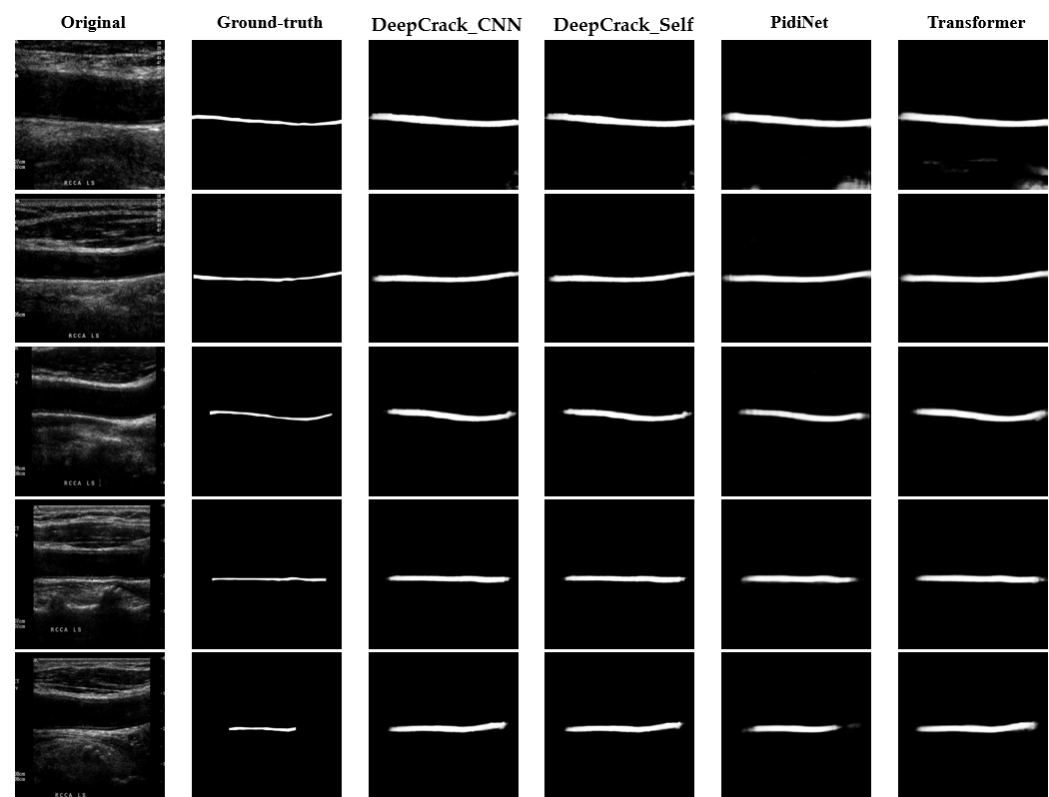 Original Ground-truth DeepCrack_CNN DeepCrack_Self PidiNet Transformer
RCCA LS
RCCA LS
RCCA LS
RCCA LS
RCCA LS